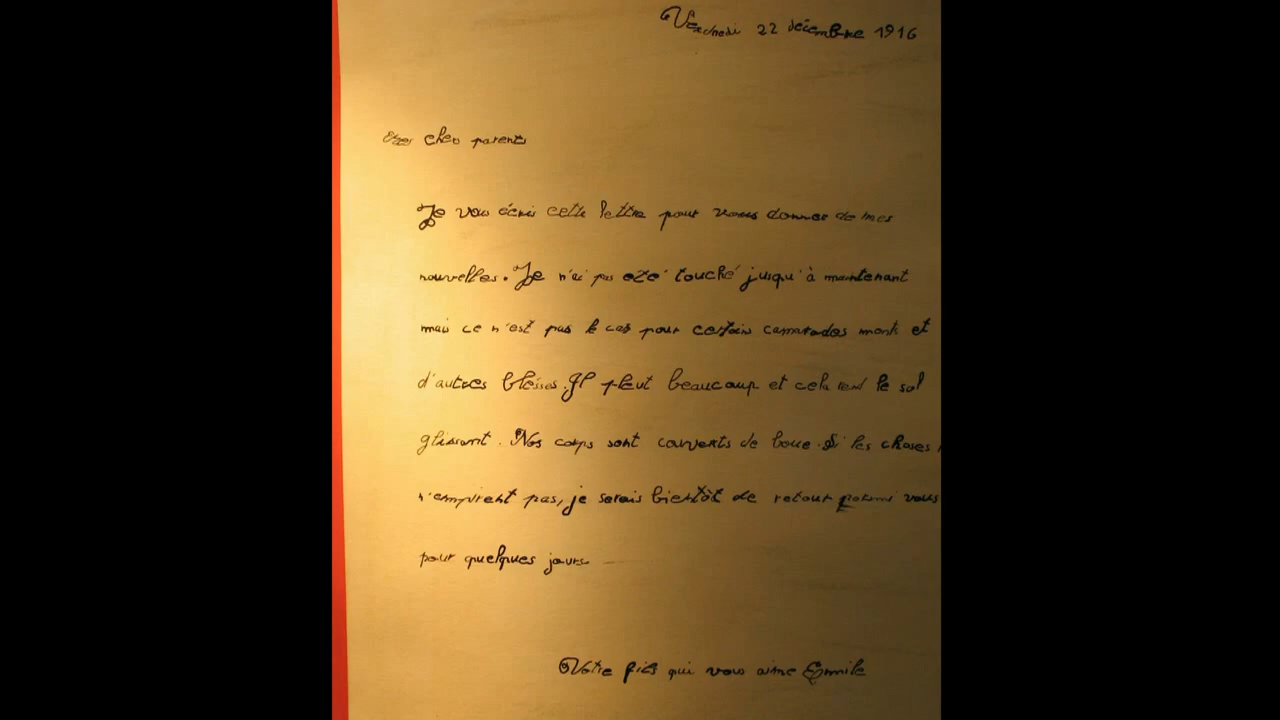 Vendredi 22 décembre 1916
Mes chers parents
Je vous écris cette lettre pour vous donner de mes
nouvelles. Je n'ai pas été touché jusqu'à maintenant
mais ce n'est pas le cas pour certains camarades morts et
d'autres blessés. Il pleut beaucoup et cela rend le sol
glissant. Nos corps sont couverts de boue. Si les choses
n'empirent pas, je serais bientôt de retour parmi vous
pour quelques jours
Votre fils qui vous aime Emile